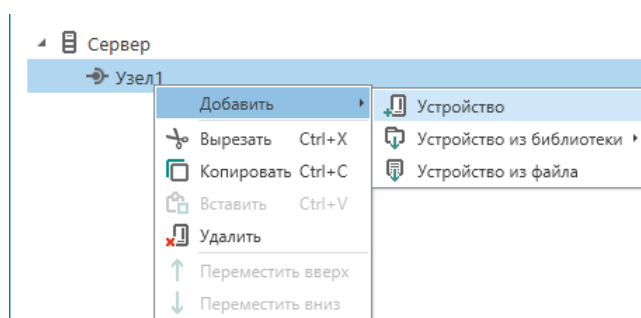 Сервер
Узел1
Добавить
Устройство
Вырезать Ctrl+X
Устройство из библиотеки
Копировать Ctrl+C
Устройство из файла
Вставить Ctrl+V
Удалить
Переместить вверх
Переместить вниз